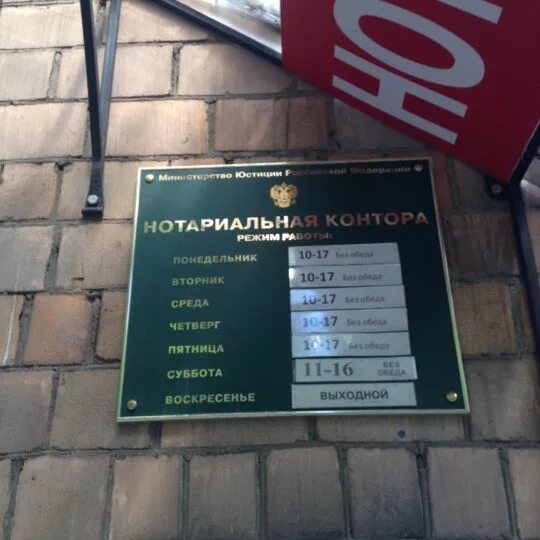 НО
Министерство Юстиции Российской Федерации
НОТАРИАЛЬНАЯ КОНТОРА
РЕЖИМ РАБОТЫ:
ПОНЕДЕЛЬНИК 10-17 Без обеда
ВТОРНИК 10-17 Без обеда
СРЕДА 10-17 Без обеда
ЧЕТВЕРГ 10-17 Без обеда
ПЯТНИЦА 10-17 Без обеда
СУББОТА 11-16 БЕЗ ОБЕДА
ВОСКРЕСЕНЬЕ ВЫХОДНОЙ